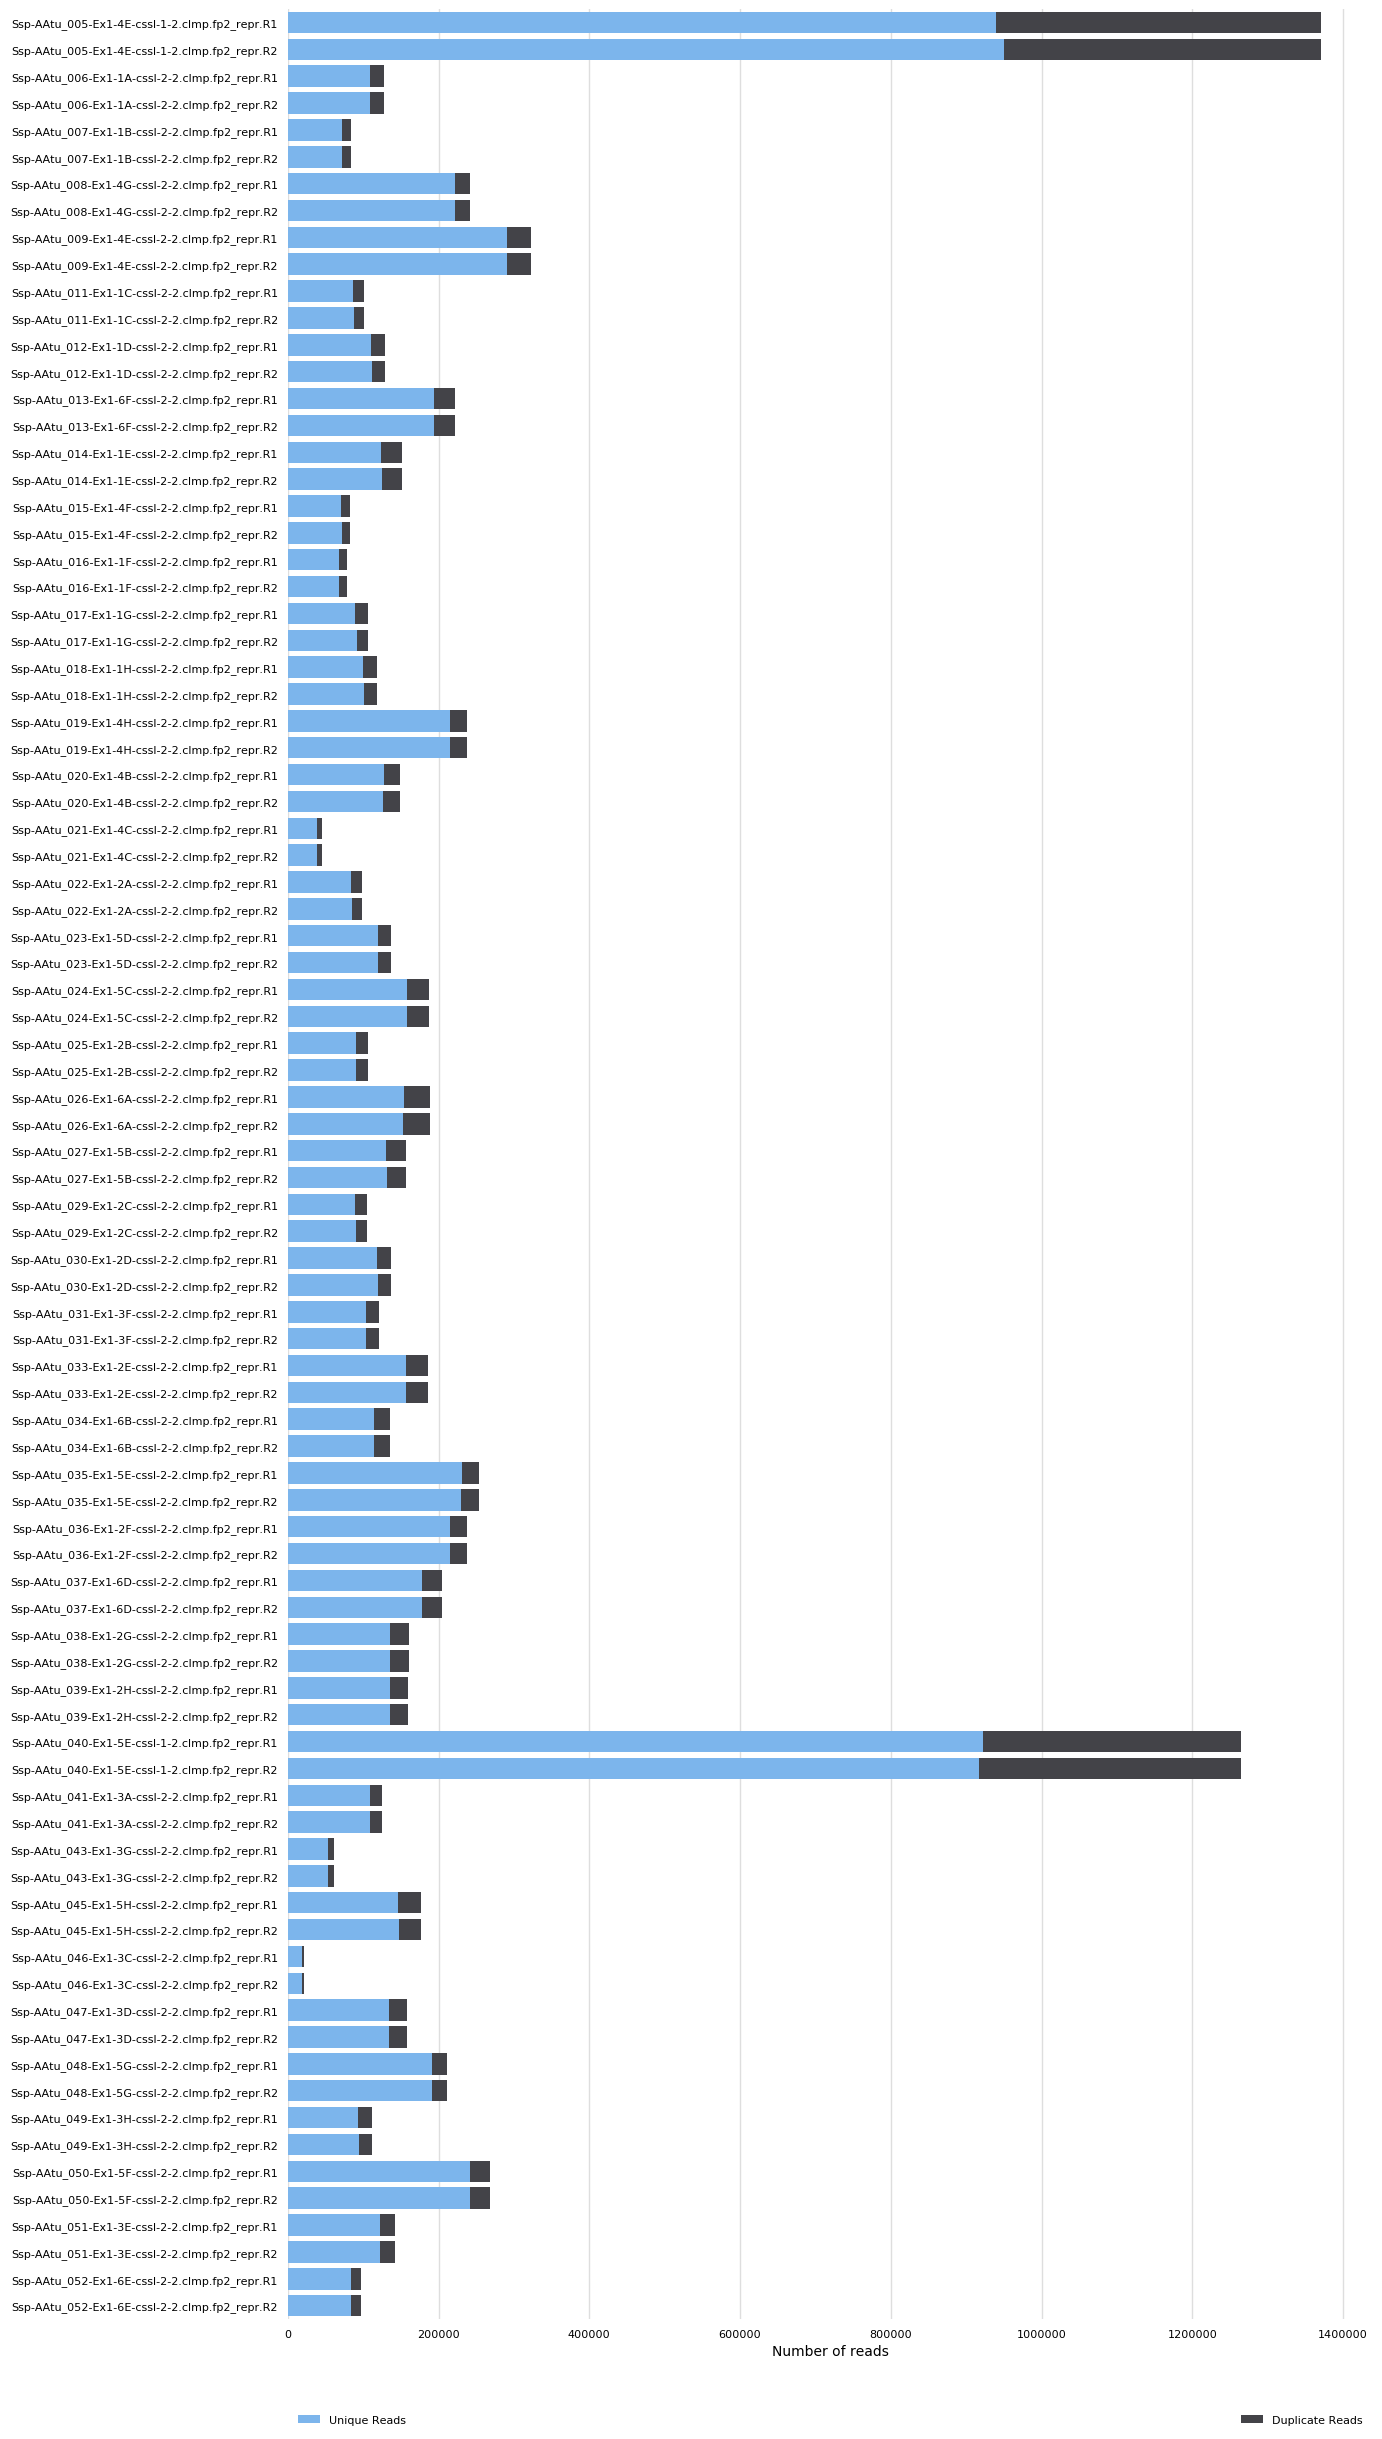 Ssp-AAtu_005-Ex1-4E-cssl-1-2.clmp.fp2_repr.R1
Ssp-AAtu_005-Ex1-4E-cssl-1-2.clmp.fp2_repr.R2
Ssp-AAtu_006-Ex1-1A-cssl-2-2.clmp.fp2_repr.R1
Ssp-AAtu_006-Ex1-1A-cssl-2-2.clmp.fp2_repr.R2
Ssp-AAtu_007-Ex1-1B-cssl-2-2.clmp.fp2_repr.R1
Ssp-AAtu_007-Ex1-1B-cssl-2-2.clmp.fp2_repr.R2
Ssp-AAtu_008-Ex1-4G-cssl-2-2.clmp.fp2_repr.R1
Ssp-AAtu_008-Ex1-4G-cssl-2-2.clmp.fp2_repr.R2
Ssp-AAtu_009-Ex1-4E-cssl-2-2.clmp.fp2_repr.R1
Ssp-AAtu_009-Ex1-4E-cssl-2-2.clmp.fp2_repr.R2
Ssp-AAtu_011-Ex1-1C-cssl-2-2.clmp.fp2_repr.R1
Ssp-AAtu_011-Ex1-1C-cssl-2-2.clmp.fp2_repr.R2
Ssp-AAtu_012-Ex1-1D-cssl-2-2.clmp.fp2_repr.R1
Ssp-AAtu_012-Ex1-1D-cssl-2-2.clmp.fp2_repr.R2
Ssp-AAtu_013-Ex1-6F-cssl-2-2.clmp.fp2_repr.R1
Ssp-AAtu_013-Ex1-6F-cssl-2-2.clmp.fp2_repr.R2
Ssp-AAtu_014-Ex1-1E-cssl-2-2.clmp.fp2_repr.R1
Ssp-AAtu_014-Ex1-1E-cssl-2-2.clmp.fp2_repr.R2
Ssp-AAtu_015-Ex1-4F-cssl-2-2.clmp.fp2_repr.R1
Ssp-AAtu_015-Ex1-4F-cssl-2-2.clmp.fp2_repr.R2
Ssp-AAtu_016-Ex1-1F-cssl-2-2.clmp.fp2_repr.R1
Ssp-AAtu_016-Ex1-1F-cssl-2-2.clmp.fp2_repr.R2
Ssp-AAtu_017-Ex1-1G-cssl-2-2.clmp.fp2_repr.R1
Ssp-AAtu_017-Ex1-1G-cssl-2-2.clmp.fp2_repr.R2
Ssp-AAtu_018-Ex1-1H-cssl-2-2.clmp.fp2_repr.R1
Ssp-AAtu_018-Ex1-1H-cssl-2-2.clmp.fp2_repr.R2
Ssp-AAtu_019-Ex1-4H-cssl-2-2.clmp.fp2_repr.R1
Ssp-AAtu_019-Ex1-4H-cssl-2-2.clmp.fp2_repr.R2
Ssp-AAtu_020-Ex1-4B-cssl-2-2.clmp.fp2_repr.R1
Ssp-AAtu_020-Ex1-4B-cssl-2-2.clmp.fp2_repr.R2
Ssp-AAtu_021-Ex1-4C-cssl-2-2.clmp.fp2_repr.R1
Ssp-AAtu_021-Ex1-4C-cssl-2-2.clmp.fp2_repr.R2
Ssp-AAtu_022-Ex1-2A-cssl-2-2.clmp.fp2_repr.R1
Ssp-AAtu_022-Ex1-2A-cssl-2-2.clmp.fp2_repr.R2
Ssp-AAtu_023-Ex1-5D-cssl-2-2.clmp.fp2_repr.R1
Ssp-AAtu_023-Ex1-5D-cssl-2-2.clmp.fp2_repr.R2
Ssp-AAtu_024-Ex1-5C-cssl-2-2.clmp.fp2_repr.R1
Ssp-AAtu_024-Ex1-5C-cssl-2-2.clmp.fp2_repr.R2
Ssp-AAtu_025-Ex1-2B-cssl-2-2.clmp.fp2_repr.R1
Ssp-AAtu_025-Ex1-2B-cssl-2-2.clmp.fp2_repr.R2
Ssp-AAtu_026-Ex1-6A-cssl-2-2.clmp.fp2_repr.R1
Ssp-AAtu_026-Ex1-6A-cssl-2-2.clmp.fp2_repr.R2
Ssp-AAtu_027-Ex1-5B-cssl-2-2.clmp.fp2_repr.R1
Ssp-AAtu_027-Ex1-5B-cssl-2-2.clmp.fp2_repr.R2
Ssp-AAtu_029-Ex1-2C-cssl-2-2.clmp.fp2_repr.R1
Ssp-AAtu_029-Ex1-2C-cssl-2-2.clmp.fp2_repr.R2
Ssp-AAtu_030-Ex1-2D-cssl-2-2.clmp.fp2_repr.R1
Ssp-AAtu_030-Ex1-2D-cssl-2-2.clmp.fp2_repr.R2
Ssp-AAtu_031-Ex1-3F-cssl-2-2.clmp.fp2_repr.R1
Ssp-AAtu_031-Ex1-3F-cssl-2-2.clmp.fp2_repr.R2
Ssp-AAtu_033-Ex1-2E-cssl-2-2.clmp.fp2_repr.R1
Ssp-AAtu_033-Ex1-2E-cssl-2-2.clmp.fp2_repr.R2
Ssp-AAtu_034-Ex1-6B-cssl-2-2.clmp.fp2_repr.R1
Ssp-AAtu_034-Ex1-6B-cssl-2-2.clmp.fp2_repr.R2
Ssp-AAtu_035-Ex1-5E-cssl-2-2.clmp.fp2_repr.R1
Ssp-AAtu_035-Ex1-5E-cssl-2-2.clmp.fp2_repr.R2
Ssp-AAtu_036-Ex1-2F-cssl-2-2.clmp.fp2_repr.R1
Ssp-AAtu_036-Ex1-2F-cssl-2-2.clmp.fp2_repr.R2
Ssp-AAtu_037-Ex1-6D-cssl-2-2.clmp.fp2_repr.R1
Ssp-AAtu_037-Ex1-6D-cssl-2-2.clmp.fp2_repr.R2
Ssp-AAtu_038-Ex1-2G-cssl-2-2.clmp.fp2_repr.R1
Ssp-AAtu_038-Ex1-2G-cssl-2-2.clmp.fp2_repr.R2
Ssp-AAtu_039-Ex1-2H-cssl-2-2.clmp.fp2_repr.R1
Ssp-AAtu_039-Ex1-2H-cssl-2-2.clmp.fp2_repr.R2
Ssp-AAtu_040-Ex1-5E-cssl-1-2.clmp.fp2_repr.R1
Ssp-AAtu_040-Ex1-5E-cssl-1-2.clmp.fp2_repr.R2
Ssp-AAtu_041-Ex1-3A-cssl-2-2.clmp.fp2_repr.R1
Ssp-AAtu_041-Ex1-3A-cssl-2-2.clmp.fp2_repr.R2
Ssp-AAtu_043-Ex1-3G-cssl-2-2.clmp.fp2_repr.R1
Ssp-AAtu_043-Ex1-3G-cssl-2-2.clmp.fp2_repr.R2
Ssp-AAtu_045-Ex1-5H-cssl-2-2.clmp.fp2_repr.R1
Ssp-AAtu_045-Ex1-5H-cssl-2-2.clmp.fp2_repr.R2
Ssp-AAtu_046-Ex1-3C-cssl-2-2.clmp.fp2_repr.R1
Ssp-AAtu_046-Ex1-3C-cssl-2-2.clmp.fp2_repr.R2
Ssp-AAtu_047-Ex1-3D-cssl-2-2.clmp.fp2_repr.R1
Ssp-AAtu_047-Ex1-3D-cssl-2-2.clmp.fp2_repr.R2
Ssp-AAtu_048-Ex1-5G-cssl-2-2.clmp.fp2_repr.R1
Ssp-AAtu_048-Ex1-5G-cssl-2-2.clmp.fp2_repr.R2
Ssp-AAtu_049-Ex1-3H-cssl-2-2.clmp.fp2_repr.R1
Ssp-AAtu_049-Ex1-3H-cssl-2-2.clmp.fp2_repr.R2
Ssp-AAtu_050-Ex1-5F-cssl-2-2.clmp.fp2_repr.R1
Ssp-AAtu_050-Ex1-5F-cssl-2-2.clmp.fp2_repr.R2
Ssp-AAtu_051-Ex1-3E-cssl-2-2.clmp.fp2_repr.R1
Ssp-AAtu_051-Ex1-3E-cssl-2-2.clmp.fp2_repr.R2
Ssp-AAtu_052-Ex1-6E-cssl-2-2.clmp.fp2_repr.R1
Ssp-AAtu_052-Ex1-6E-cssl-2-2.clmp.fp2_repr.R2
0 200000 400000 600000 800000 1000000 1200000 1400000
Number of reads
Unique Reads Duplicate Reads